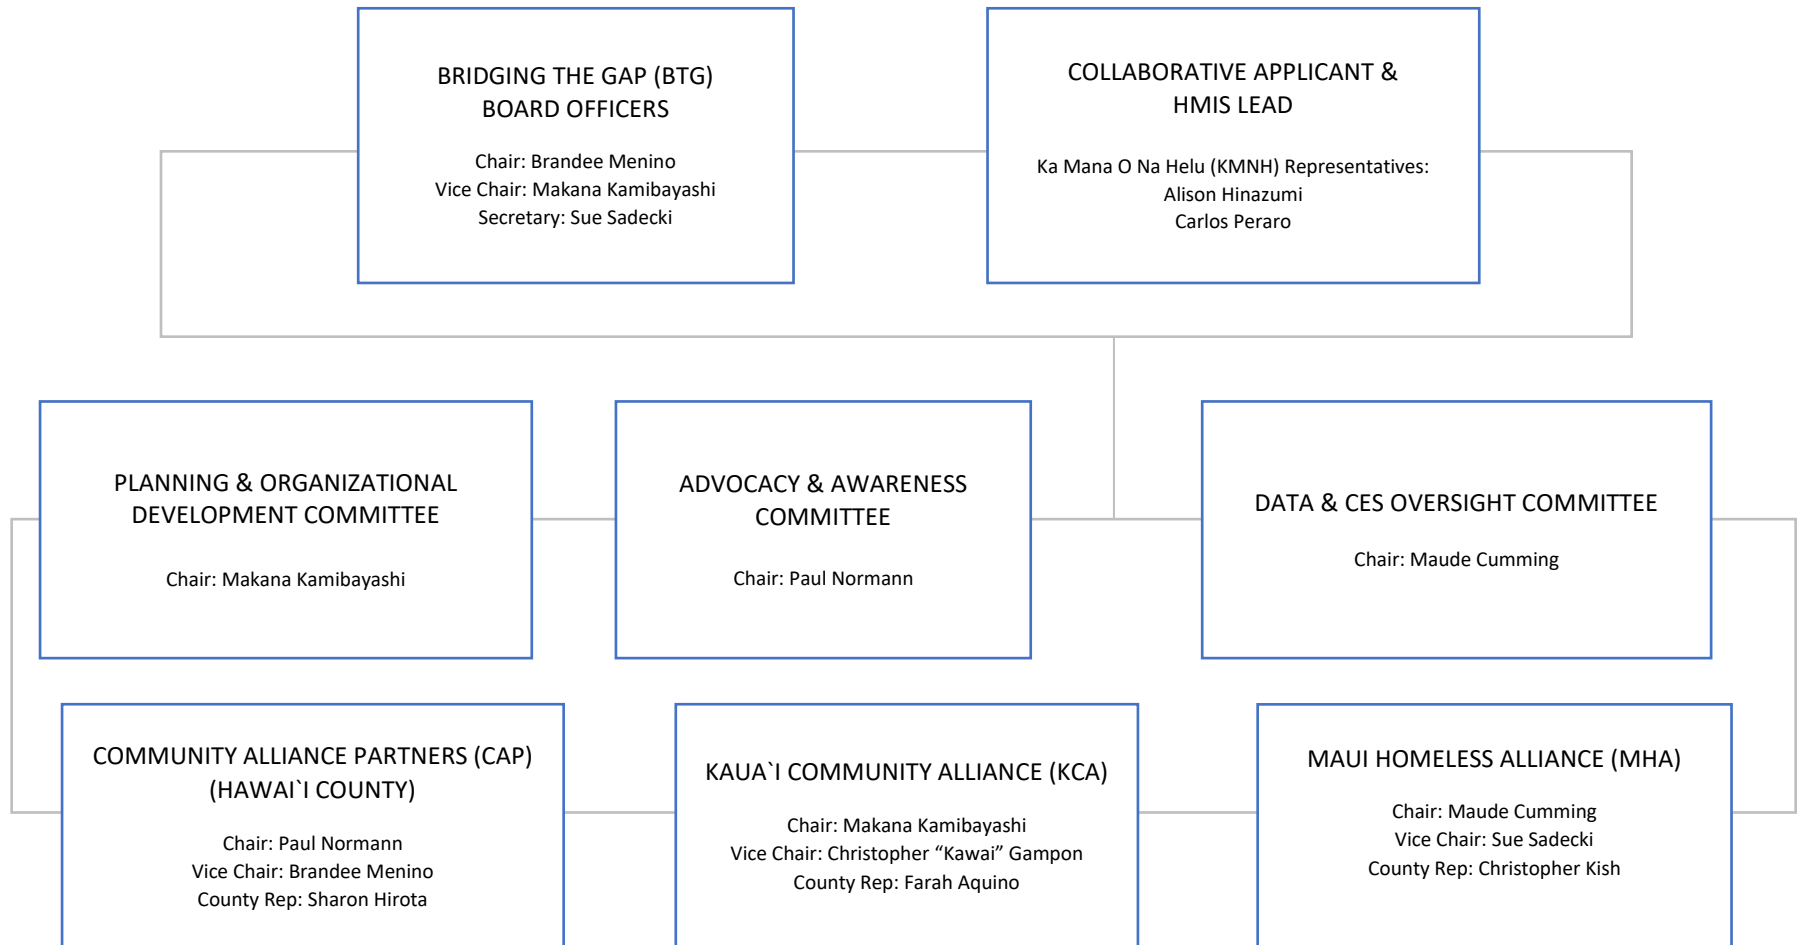 BRIDGING THE GAP (BTG)
BOARD OFFICERS
Chair: Brandee Menino
Vice Chair: Makana Kamibayashi
Secretary: Sue Sadecki
COLLABORATIVE APPLICANT &
HMIS LEAD
Ka Mana O Na Helu (KMNH) Representatives:
Alison Hinazumi
Carlos Peraro
PLANNING & ORGANIZATIONAL
DEVELOPMENT COMMITTEE
Chair: Makana Kamibayashi
ADVOCACY & AWARENESS
COMMITTEE
Chair: Paul Normann
DATA & CES OVERSIGHT COMMITTEE
Chair: Maude Cumming
COMMUNITY ALLIANCE PARTNERS (CAP)
(HAWAI`I COUNTY)
Chair: Paul Normann
Vice Chair: Brandee Menino
County Rep: Sharon Hirota
KAUA`I COMMUNITY ALLIANCE (KCA)
Chair: Makana Kamibayashi
Vice Chair: Christopher “Kawai” Gampon
County Rep: Farah Aquino
MAUI HOMELESS ALLIANCE (MHA)
Chair: Maude Cumming
Vice Chair: Sue Sadecki
County Rep: Christopher Kish